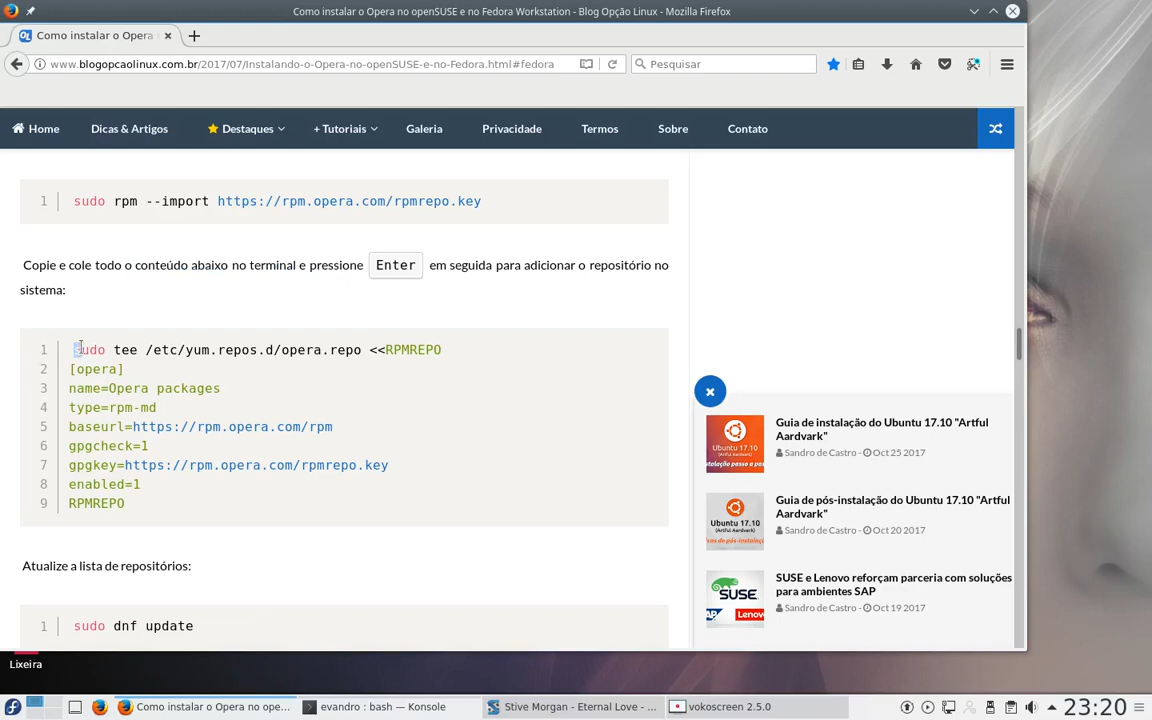 Como instalar o Opera no openSUSE e no Fedora Workstation - Blog Opção Linux - Mozilla Firefox
Como instalar o Opera
www.blogopcaolinux.com.br/2017/07/Instalando-o-Opera-no-openSUSE-e-no-Fedora.html#fedora
Pesquisar
Home
Dicas & Artigos
Destaques
+ Tutoriais
Galeria
Privacidade
Termos
Sobre
Contato
1 sudo rpm --import https://rpm.opera.com/rpmrepo.key
Copie e cole todo o conteúdo abaixo no terminal e pressione Enter em seguida para adicionar o repositório no
sistema:
1 sudo tee /etc/yum.repos.d/opera.repo <<RPMREPO
2 [opera]
3 name=Opera packages
4 type=rpm-md
5 baseurl=https://rpm.opera.com/rpm
6 gpgcheck=1
7 gpgkey=https://rpm.opera.com/rpmrepo.key
8 enabled=1
9 RPMREPO
Atualize a lista de repositórios:
1 sudo dnf update
Guia de instalação do Ubuntu 17.10 "Artful
Aardvark"
Sandro de Castro - Oct 25 2017
Guia de pós-instalação do Ubuntu 17.10 "Artful
Aardvark"
Sandro de Castro - Oct 20 2017
SUSE e Lenovo reforçam parceria com soluções
para ambientes SAP
Sandro de Castro - Oct 19 2017
Lixeira
Como instalar o Opera no ope...
evandro : bash — Konsole
Stive Morgan - Eternal Love - ...
vokoscreen 2.5.0
23:20